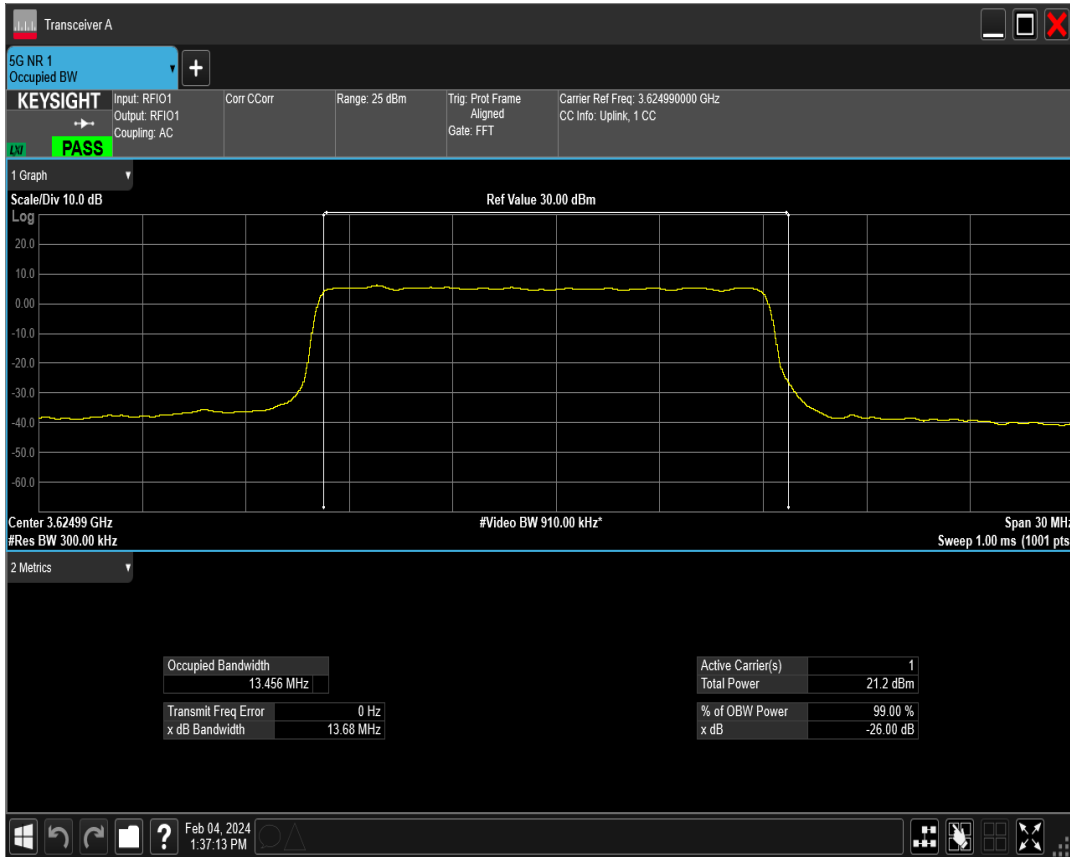 Transceiver A
5G NR 1
Occupied BW
+
KEYSIGHT
LXI
PASS
Input: RFIO1
Output: RFIO1
Coupling: AC
Corr CCorr
Range: 25 dBm
Trig: Prot Frame
Aligned
Gate: FFT
Carrier Ref Freq: 3.624990000 GHz
CC Info: Uplink, 1 CC
1 Graph
Scale/Div 10.0 dB
Ref Value 30.00 dBm
Log
20.0
10.0
0.00
-10.0
-20.0
-30.0
-40.0
-50.0
-60.0
Center 3.62499 GHz
#Video BW 910.00 kHz*
Span 30 MHz
#Res BW 300.00 kHz
Sweep 1.00 ms (1001 pts
2 Metrics
Occupied Bandwidth
13.456 MHz
Transmit Freq Error 0 Hz
x dB Bandwidth 13.68 MHz
Active Carrier(s) 1
Total Power 21.2 dBm
% of OBW Power 99.00 %
x dB -26.00 dB
?
Feb 04, 2024
1:37:13 PM